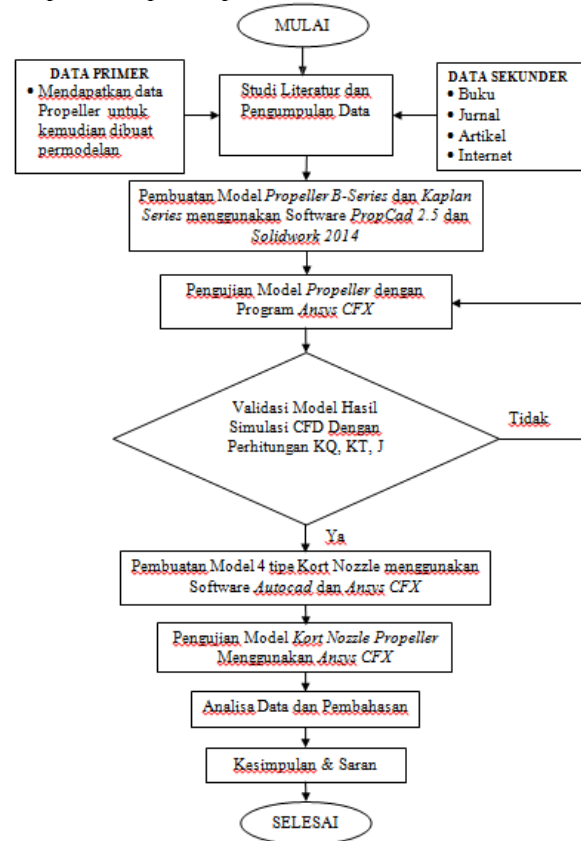 MULAI
DATA PRIMER
• Mendapatkan data
Propeller untuk
kemudian dibuat
permodelan
Studi Literatur dan
Pengumpulan Data
DATA SEKUNDER
• Buku
• Jurnal
• Artikel
• Internet
Pembuatan Model Propeller B-Series dan Kaplan
Series menggunakan Software PropCad 2.5 dan
Solidwork 2014
Pengujian Model Propeller dengan
Program Ansys CFX
Validasi Model Hasil
Simulasi CFD Dengan
Perhitungan KQ, KT, J
Tidak
Ya
Pembuatan Model 4 tipe Kort Nozzle menggunakan
Software Autocad dan Ansys CFX
Pengujian Model Kort Nozzle Propeller
Menggunakan Ansys CFX
Analisa Data dan Pembahasan
Kesimpulan & Saran
SELESAI